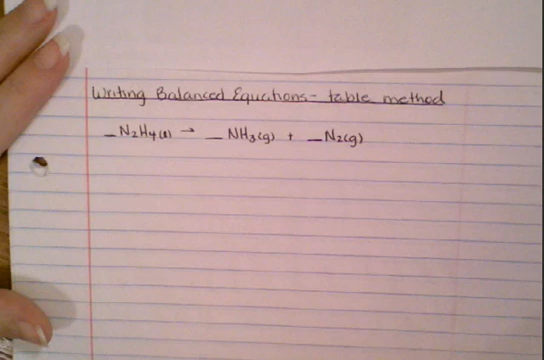 Writing Balanced Equations - table method
_N₂H₄(l) → _NH₃(g) + _N₂(g)